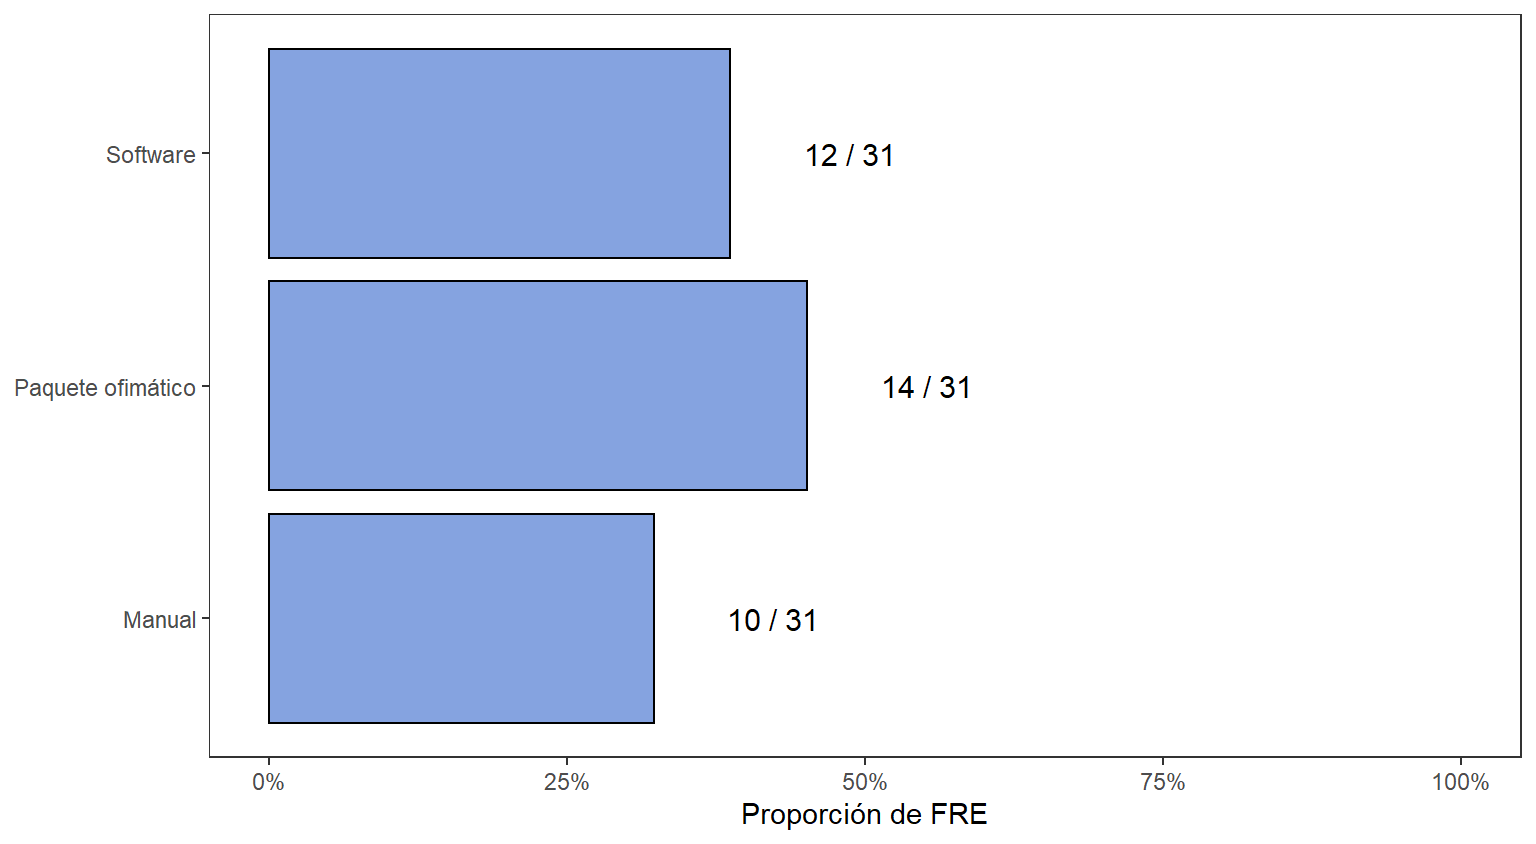 Software
12 / 31
Paquete ofimático
14 / 31
Manual
10 / 31
0% 25% 50% 75% 100%
Proporción de FRE